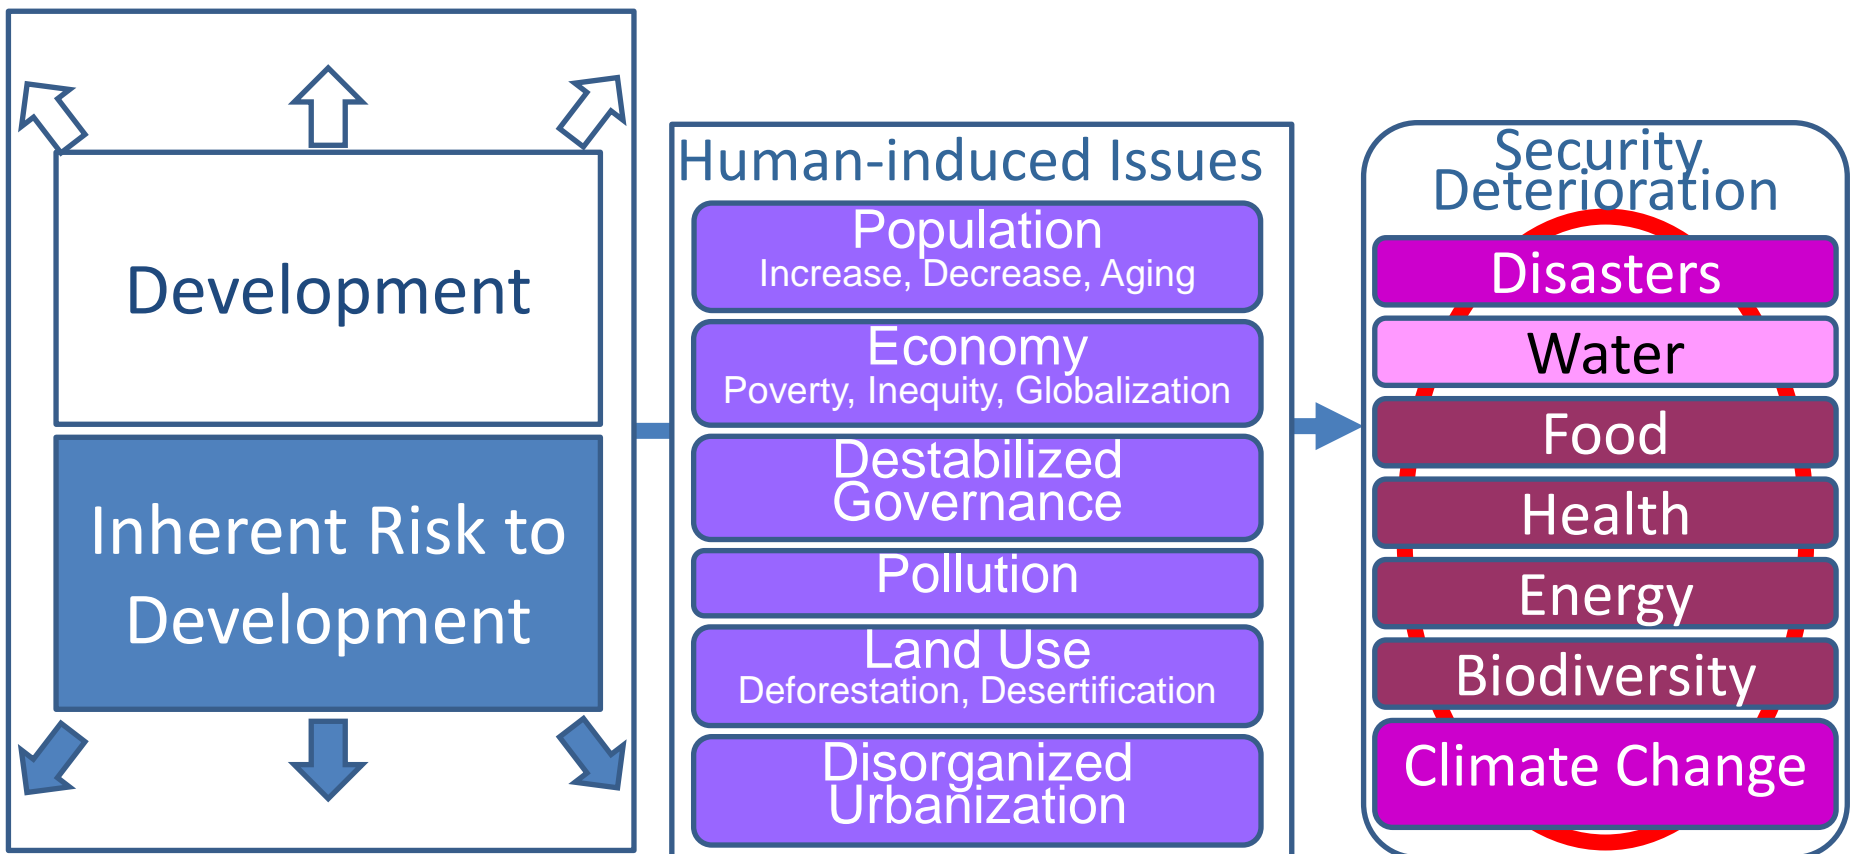 Development
Inherent Risk to
Development
Human-induced Issues
Population
Increase, Decrease, Aging
Economy
Poverty, Inequity, Globalization
Destabilized
Governance
Pollution
Land Use
Deforestation, Desertification
Disorganized
Urbanization
Security
Deterioration
Disasters
Water
Food
Health
Energy
Biodiversity
Climate Change